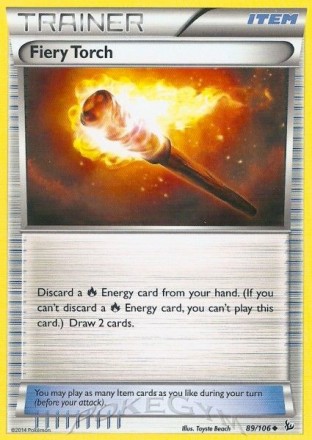 TRAINER ITEM
Fiery Torch
Discard a Energy card from your hand. (If you
can't discard a Energy card, you can't play this
card.) Draw 2 cards.
You may play as many Item cards as you like during your turn
(before your attack).
©2014 Pokémon Illus. Toyste Beach 89/106
POKEGYM